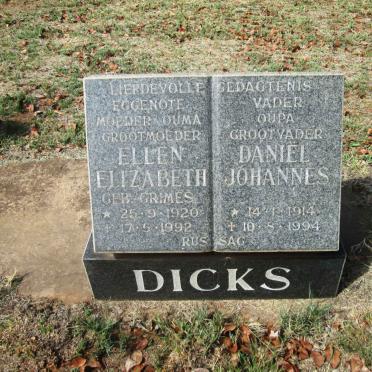 LIEFDEVOLLE GEDAGTENIS
EGGENOTE
MOEDER OUMA
GROOTMOEDER
ELLEN
ELIZABETH
GEB. GRIMES
* 25-9-1920
† 17-5-1992
VADER
OUPA
GROOTVADER
DANIEL
JOHANNES
* 14-1-1914
† 10-8-1994
RUS SAG
DICKS